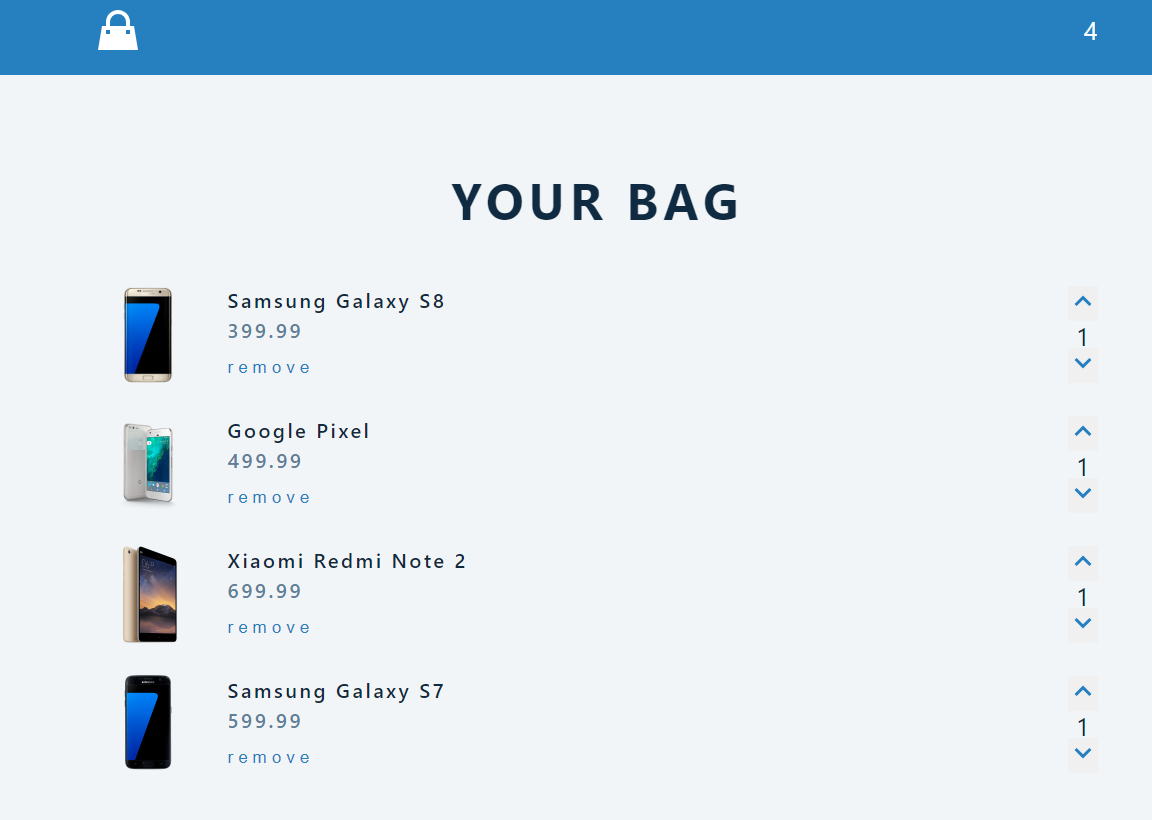 4
YOUR BAG
Samsung Galaxy S8
399.99
remove
1
Google Pixel
499.99
remove
1
Xiaomi Redmi Note 2
699.99
remove
1
Samsung Galaxy S7
599.99
remove
1